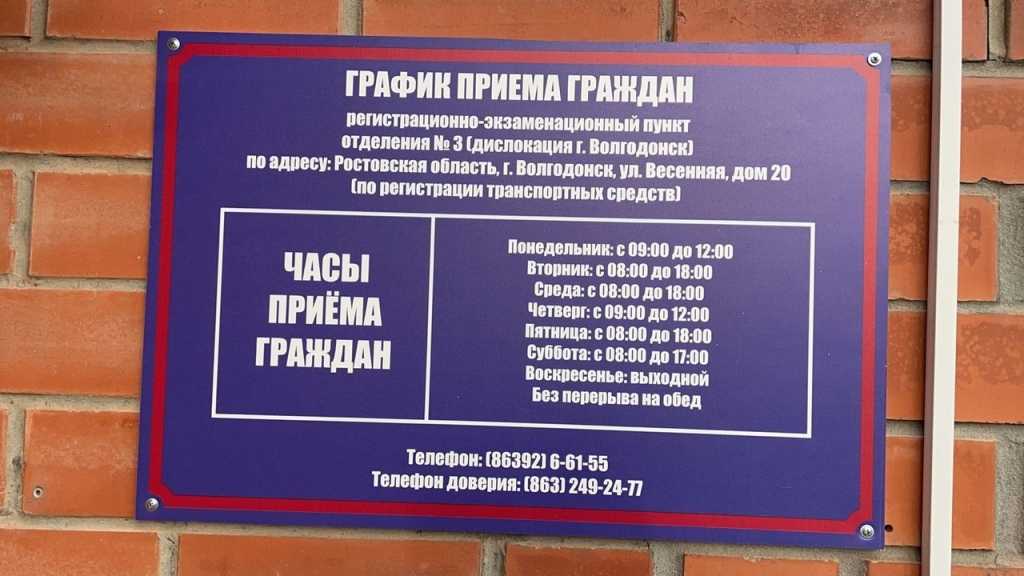 ГРАФИК ПРИЕМА ГРАЖДАН
регистрационно-экзаменационный пункт
отделения № 3 (дислокация г. Волгодонск)
по адресу: Ростовская область, г. Волгодонск, ул. Весенняя, дом 20
(по регистрации транспортных средств)
ЧАСЫ
ПРИЁМА
ГРАЖДАН
Понедельник: с 09:00 до 12:00
Вторник: с 08:00 до 18:00
Среда: с 08:00 до 18:00
Четверг: с 09:00 до 12:00
Пятница: с 08:00 до 18:00
Суббота: с 08:00 до 17:00
Воскресенье: выходной
Без перерыва на обед
Телефон: (86392) 6-61-55
Телефон доверия: (863) 249-24-77